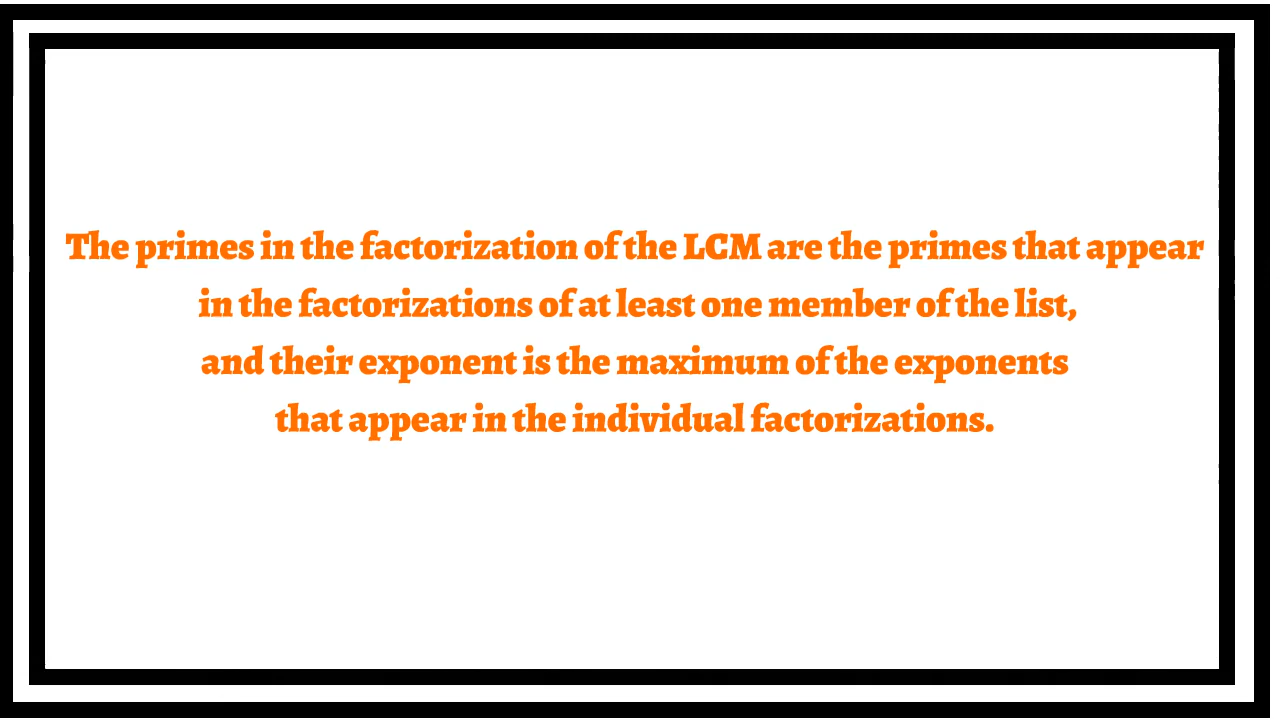 The primes in the factorization of the LCM are the primes that appear
in the factorizations of at least one member of the list,
and their exponent is the maximum of the exponents
that appear in the individual factorizations.